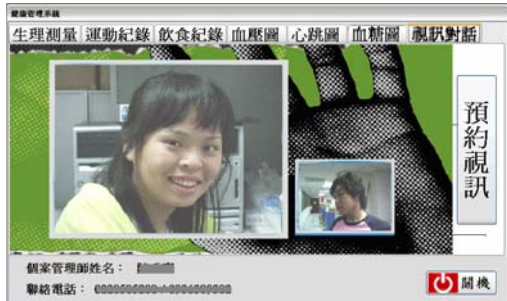 健康管理系統
生理測量 運動紀錄 飲食紀錄 血壓圖 心跳圖 血糖圖 視訊對話
預約視訊
個案管理師姓名：
聯絡電話：
關機